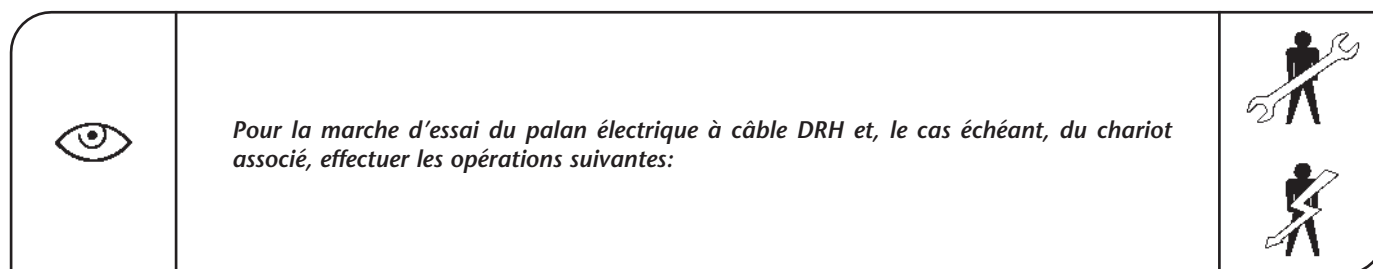 Pour la marche d'essai du palan électrique à câble DRH et, le cas échéant, du chariot
associé, effectuer les opérations suivantes: